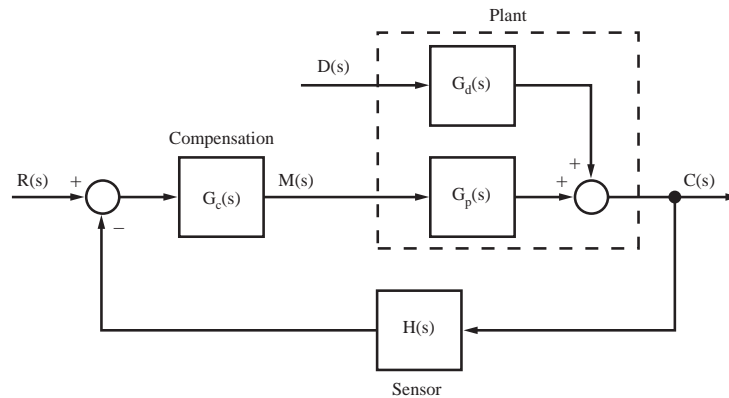 Plant
D(s)
G_d(s)
Compensation
+
R(s)
+
G_c(s)
M(s)
+
G_p(s)
C(s)
−
H(s)
Sensor